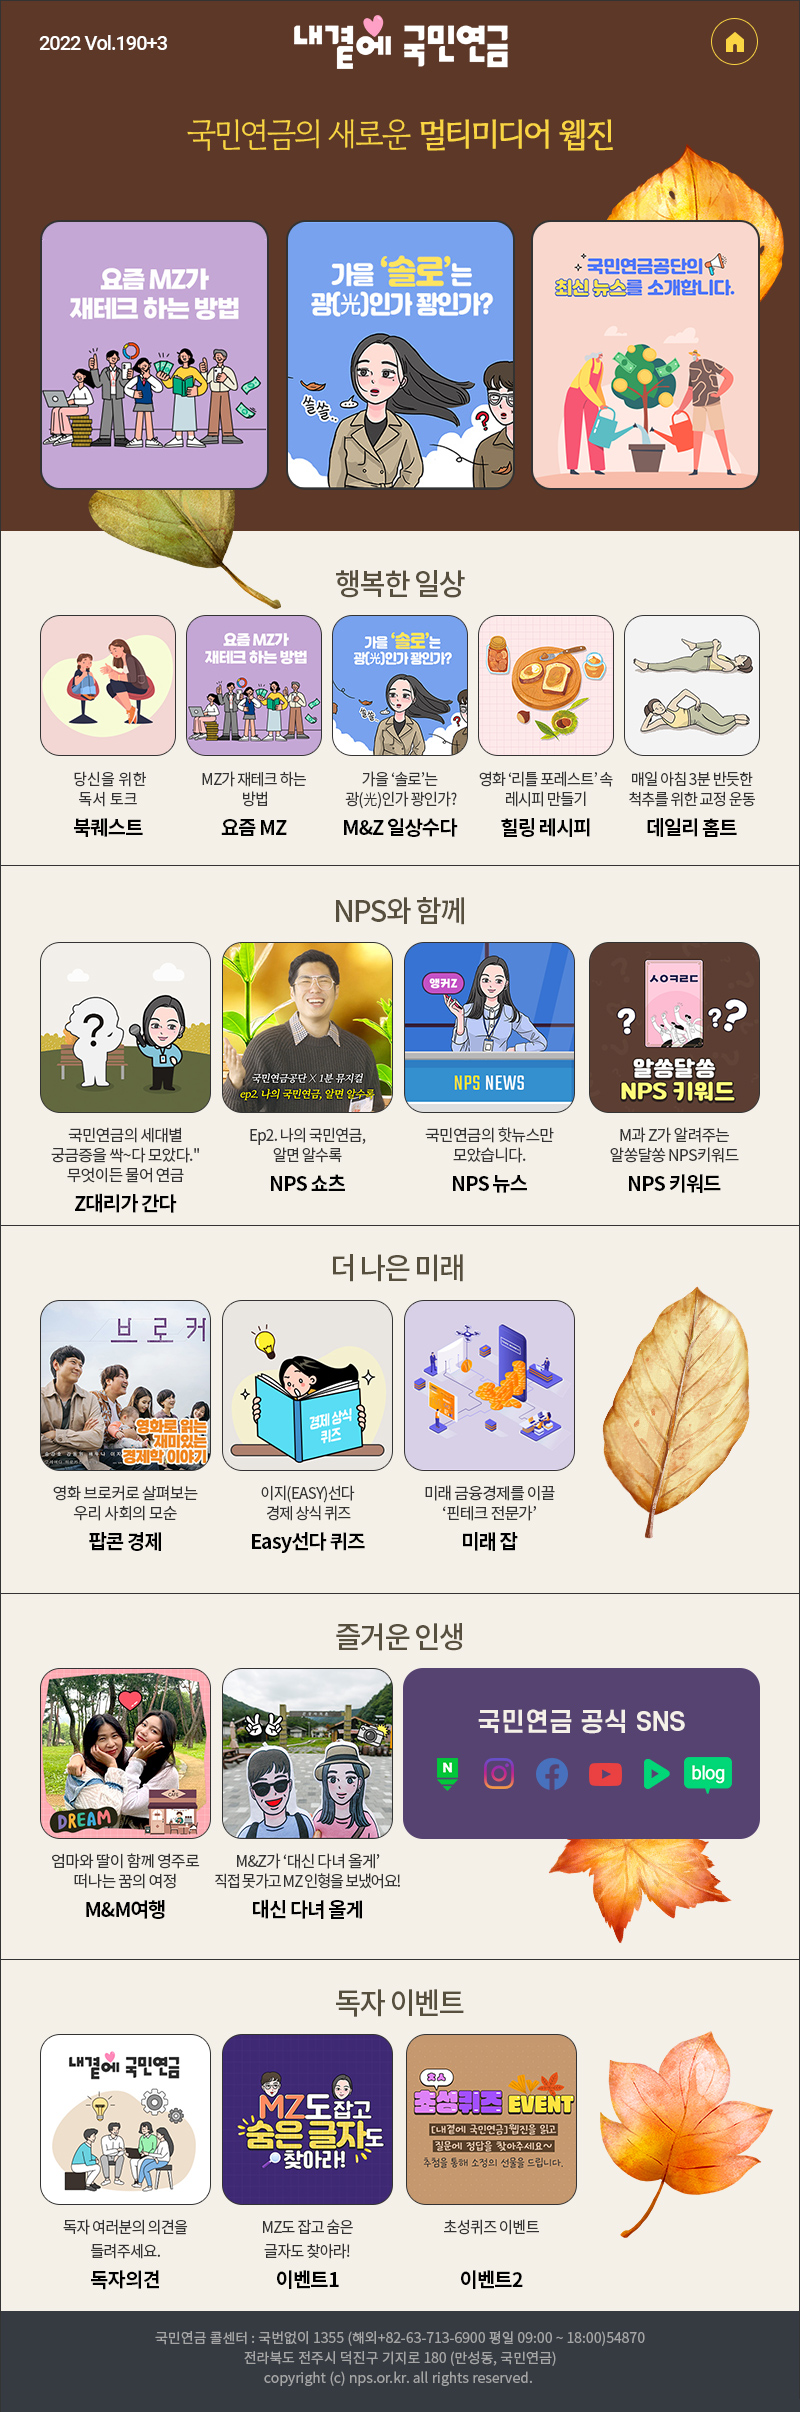 2022 Vol.190+3
내곁에 국민연금
국민연금의 새로운 멀티미디어 웹진
요즘 MZ가
재테크 하는 방법
가을 ‘솔로’는
광(光)인가 꽝인가?
쓸쓸..
국민연금공단의
최신 뉴스를 소개합니다.
행복한 일상
요즘 MZ가
재테크 하는 방법
가을 ‘솔로’는
광(光)인가 꽝인가?
쓸쓸..
당신을 위한
독서 토크
북퀘스트
MZ가 재테크 하는
방법
요즘 MZ
가을 ‘솔로’는
광(光)인가 꽝인가?
M&Z 일상수다
영화 ‘리틀 포레스트’ 속
레시피 만들기
힐링 레시피
매일 아침 3분 반듯한
척추를 위한 교정 운동
데일리 홈트
NPS와 함께
?
국민연금공단 X 1분 뮤지컬
ep2. 나의 국민연금, 알면 알수록
앵커Z
NPS NEWS
ㅅㅇㅋㄹㄷ
? ??
알쏭달쏭
NPS 키워드
국민연금의 세대별
궁금증을 싹~다 모았다."
무엇이든 물어 연금
Z대리가 간다
Ep2. 나의 국민연금,
알면 알수록
NPS 쇼츠
국민연금의 핫뉴스만
모았습니다.
NPS 뉴스
M과 Z가 알려주는
알쏭달쏭 NPS키워드
NPS 키워드
더 나은 미래
브로커
영화로 읽는
재미있는
경제학 이야기
경제 상식
퀴즈
영화 브로커로 살펴보는
우리 사회의 모순
팝콘 경제
이지(EASY)선다
경제 상식 퀴즈
Easy선다 퀴즈
미래 금융경제를 이끌
‘핀테크 전문가’
미래 잡
즐거운 인생
DREAM
CAFE
국민연금 공식 SNS
N
blog
엄마와 딸이 함께 영주로
떠나는 꿈의 여정
M&M여행
M&Z가 ‘대신 다녀 올게’
직접 못가고 MZ 인형을 보냈어요!
대신 다녀 올게
독자 이벤트
내곁에 국민연금
MZ도 잡고
숨은 글자도
찾아라!
ㅊㅅ
초성퀴즈 EVENT
[내곁에 국민연금]웹진을 읽고
질문에 정답을 찾아주세요~
추첨을 통해 소정의 선물을 드립니다.
독자 여러분의 의견을
들려주세요.
독자의견
MZ도 잡고 숨은
글자도 찾아라!
이벤트1
초성퀴즈 이벤트
이벤트2
국민연금 콜센터 : 국번없이 1355 (해외+82-63-713-6900 평일 09:00 ~ 18:00)54870
전라북도 전주시 덕진구 기지로 180 (만성동, 국민연금)
copyright (c) nps.or.kr. all rights reserved.